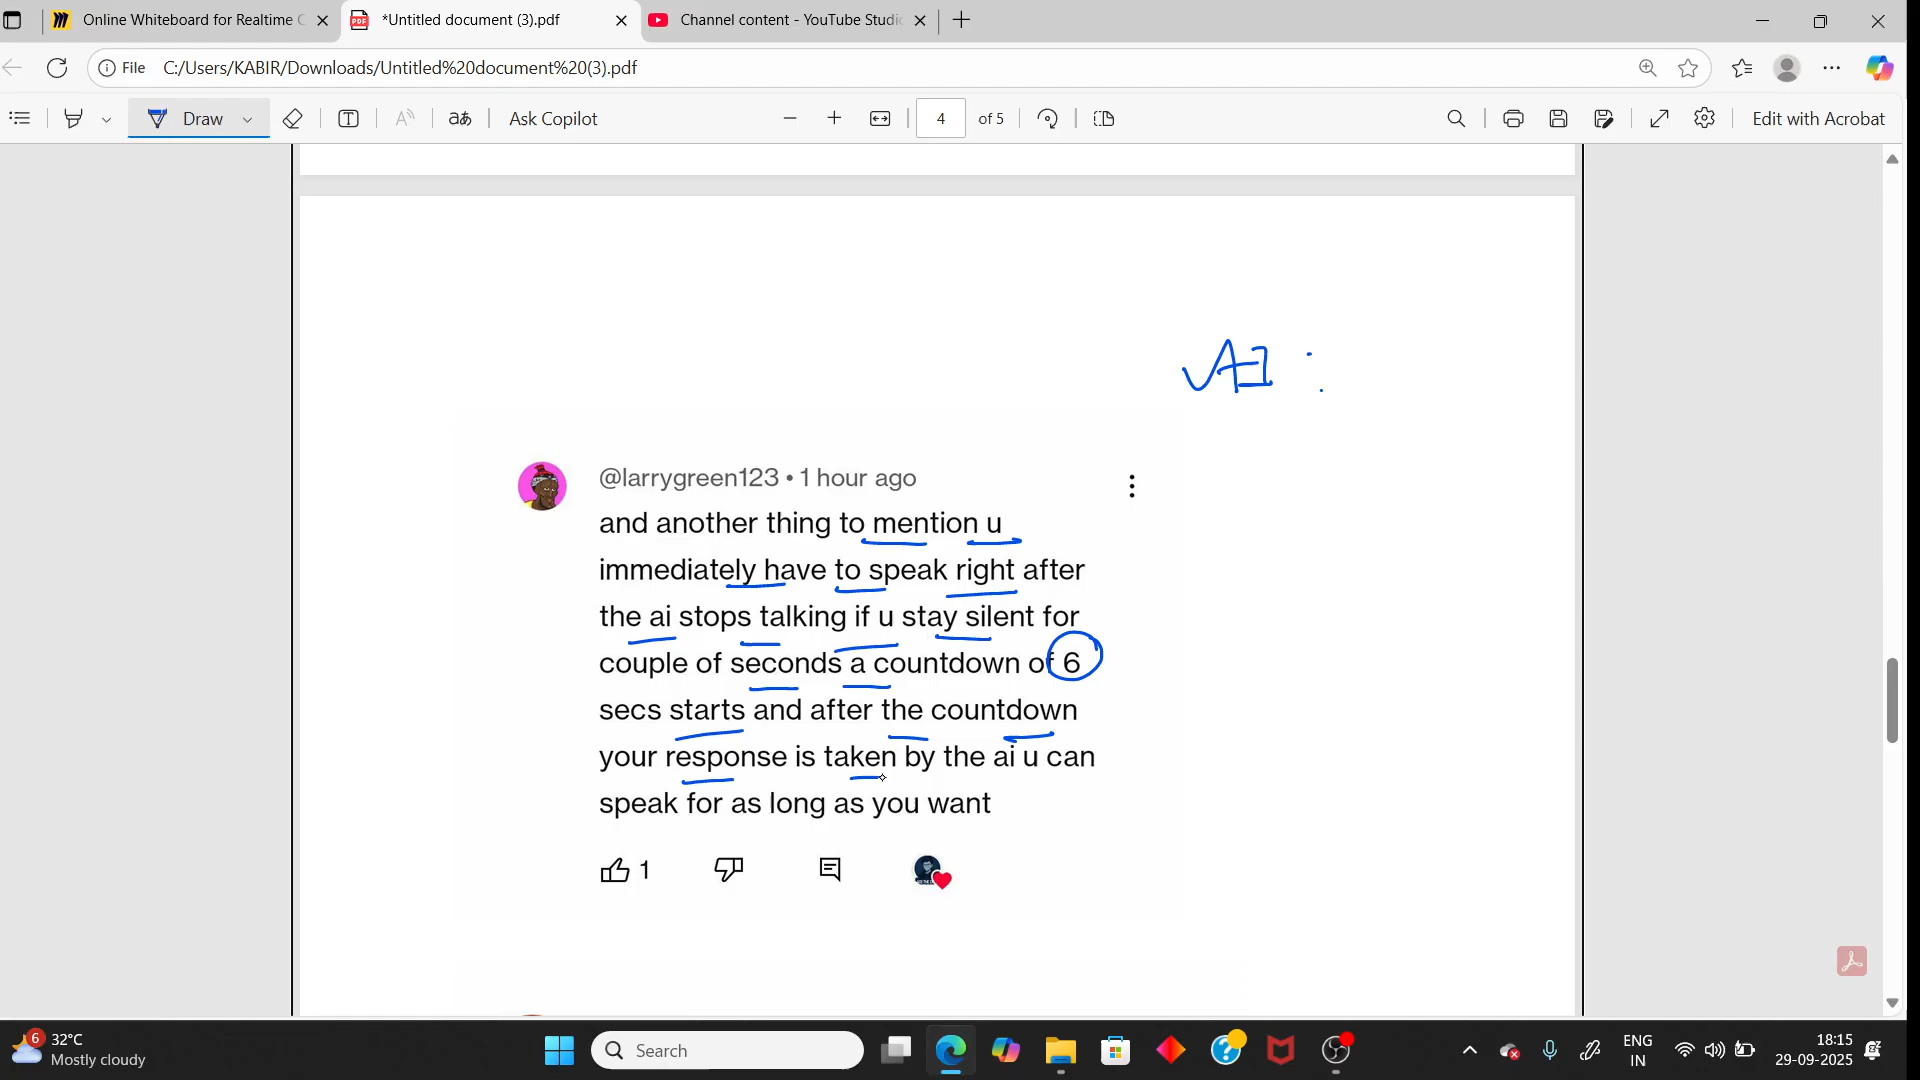 Online Whiteboard for Realtime C
*Untitled document (3).pdf
Channel content - YouTube Studi
File
C:/Users/KABIR/Downloads/Untitled%20document%20(3).pdf
Draw
Ask Copilot
4
of 5
Edit with Acrobat
@larrygreen123 • 1 hour ago
and another thing to mention u
immediately have to speak right after
the ai stops talking if u stay silent for
couple of seconds a countdown of 6
secs starts and after the countdown
your response is taken by the ai u can
speak for as long as you want
1
6
32°C
Mostly cloudy
Search
ENG
IN
18:15
29-09-2025